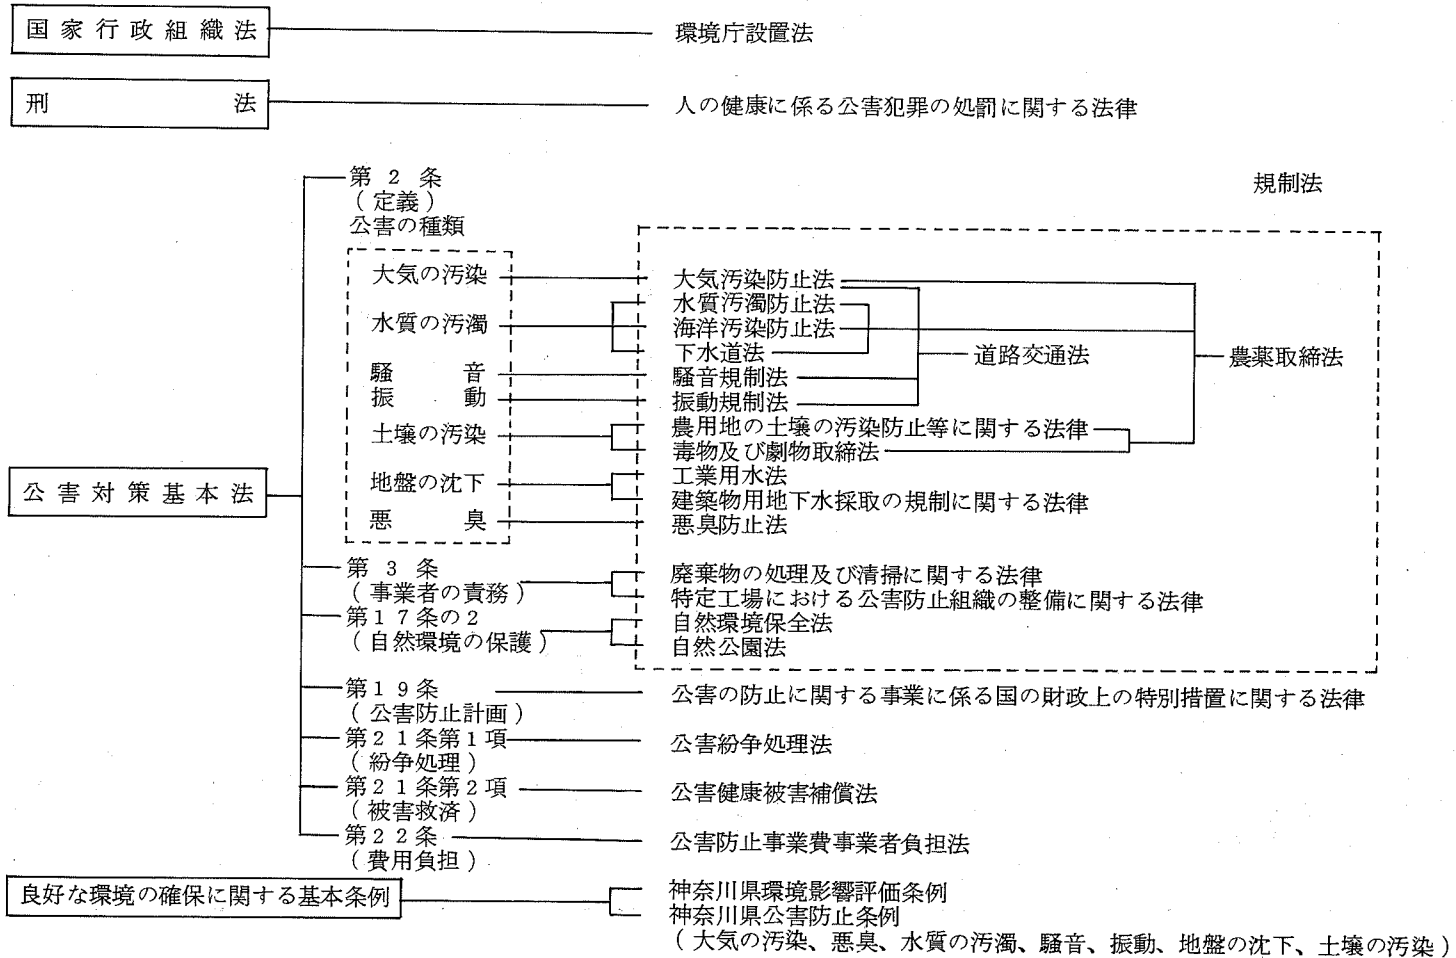 国家行政組織法 環境庁設置法
刑法 人の健康に係る公害犯罪の処罰に関する法律
第2条
(定義)
公害の種類
規制法
大気の汚染 大気汚染防止法
水質汚濁防止法
水質の汚濁 海洋汚染防止法
下水道法 道路交通法 農薬取締法
騒音 騒音規制法
振動 振動規制法
土壌の汚染 農用地の土壌の汚染防止等に関する法律
毒物及び劇物取締法
地盤の沈下 工業用水法
公害対策基本法 建築物用地下水採取の規制に関する法律
悪臭 悪臭防止法
第3条
(事業者の責務)
廃棄物の処理及び清掃に関する法律
特定工場における公害防止組織の整備に関する法律
第17条の2
(自然環境の保護)
自然環境保全法
自然公園法
第19条 公害の防止に関する事業に係る国の財政上の特別措置に関する法律
(公害防止計画)
第21条第1項 公害紛争処理法
(紛争処理)
第21条第2項 公害健康被害補償法
(被害救済)
第22条 公害防止事業費事業者負担法
(費用負担)
良好な環境の確保に関する基本条例 神奈川県環境影響評価条例
神奈川県公害防止条例
(大気の汚染、悪臭、水質の汚濁、騒音、振動、地盤の沈下、土壌の汚染)